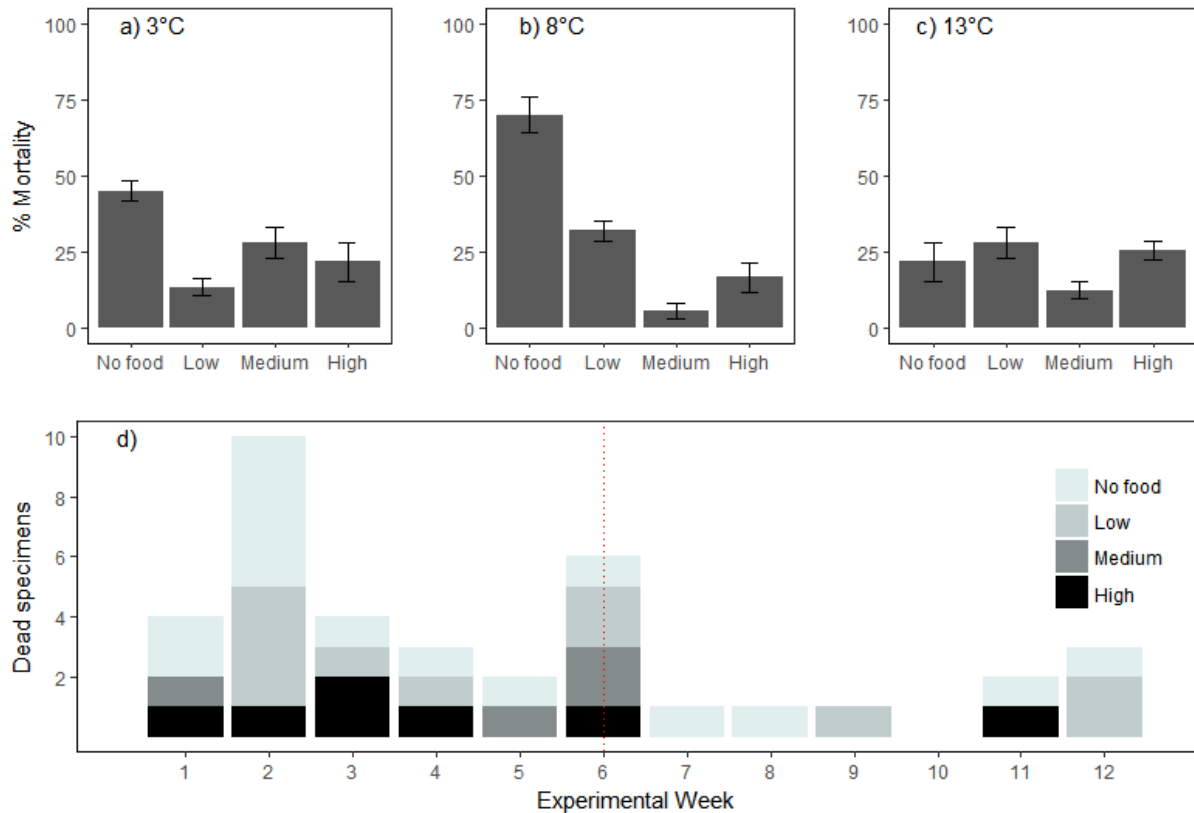 a) 3°C
b) 8°C
c) 13°C
% Mortality
100
75
50
25
0
No food Low Medium High
100
75
50
25
0
No food Low Medium High
100
75
50
25
0
No food Low Medium High
d)
Dead specimens
10
8
6
4
2
No food
Low
Medium
High
1 2 3 4 5 6 7 8 9 10 11 12
Experimental Week